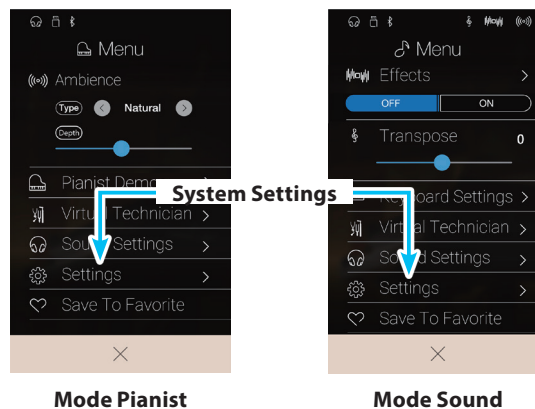 Menu
Ambience
Type Natural
Depth
Pianist Demo
Virtual Technician
Sound Settings
Settings
Save To Favorite
Mode Pianist
System Settings
Menu
Effects
OFF ON
Transpose 0
Keyboard Settings
Virtual Technician
Sound Settings
Settings
Save To Favorite
Mode Sound